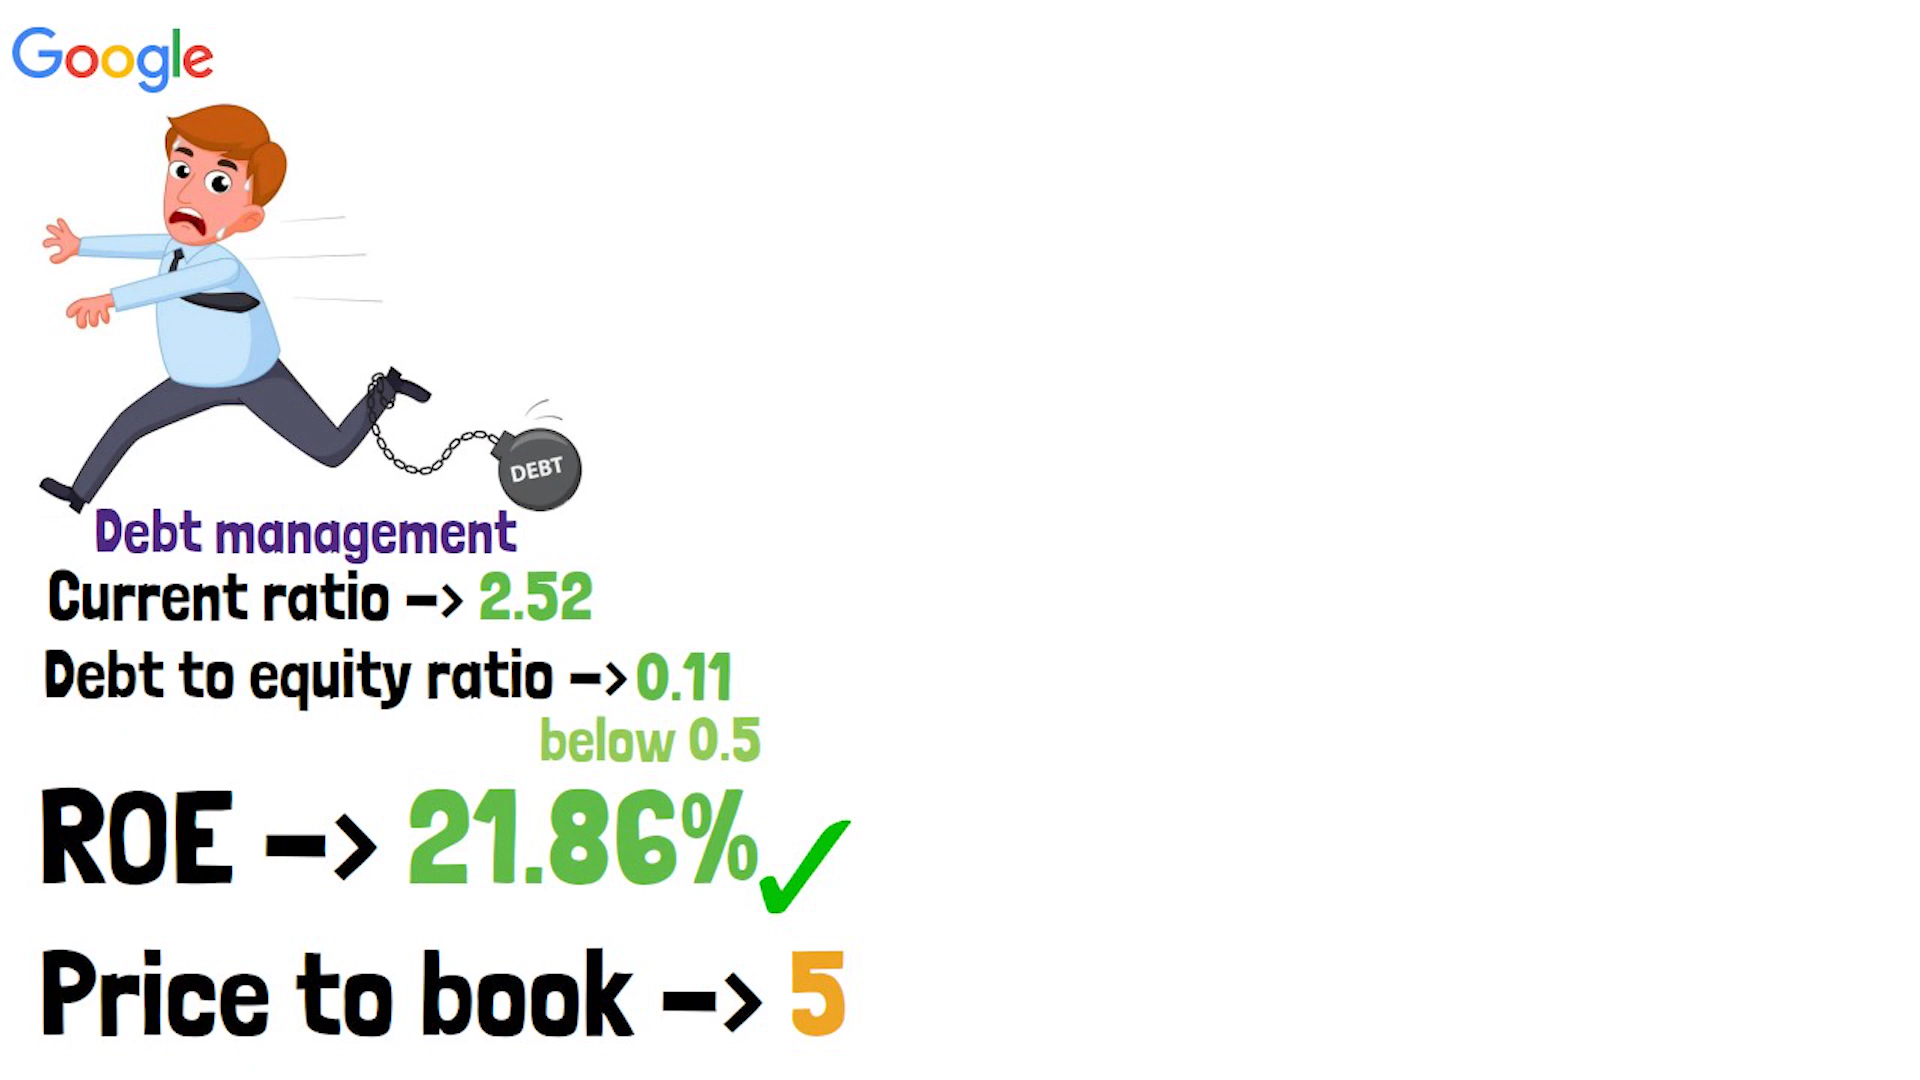 Google
DEBT
Debt management
Current ratio –> 2.52
Debt to equity ratio –> 0.11
below 0.5
ROE –> 21.86%
Price to book –> 5